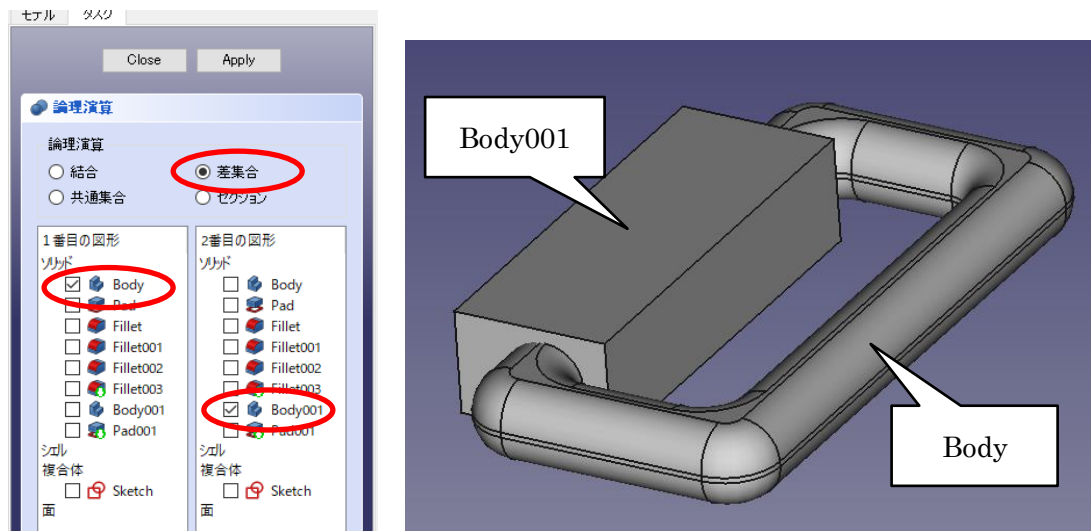 モデル タスク
Close Apply
論理演算
論理演算
結合 差集合
共通集合 セクション
1番目の図形
ソリッド
Body
Pad
Fillet
Fillet001
Fillet002
Fillet003
Body001
Pad001
シェル
複合体
Sketch
面
2番目の図形
ソリッド
Body
Pad
Fillet
Fillet001
Fillet002
Fillet003
Body001
Pad001
シェル
複合体
Sketch
面
Body001
Body